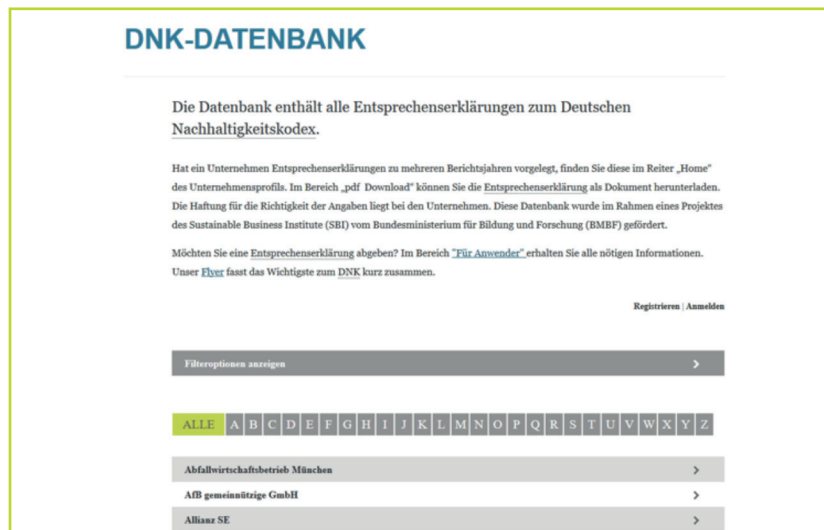 DNK-DATENBANK
Die Datenbank enthält alle Entsprechenserklärungen zum Deutschen
Nachhaltigkeitskodex.
Hat ein Unternehmen Entsprechenserklärungen zu mehreren Berichtsjahren vorgelegt, finden Sie diese im Reiter „Home“
des Unternehmensprofils. Im Bereich „pdf Download“ können Sie die Entsprechenserklärung als Dokument herunterladen.
Die Haftung für die Richtigkeit der Angaben liegt bei den Unternehmen. Diese Datenbank wurde im Rahmen eines Projektes
des Sustainable Business Institute (SBI) vom Bundesministerium für Bildung und Forschung (BMBF) gefördert.
Möchten Sie eine Entsprechenserklärung abgeben? Im Bereich "Für Anwender" erhalten Sie alle nötigen Informationen.
Unser Flyer fasst das Wichtigste zum DNK kurz zusammen.
Registrieren | Anmelden
Filteroptionen anzeigen
ALLE A B C D E F G H I J K L M N O P Q R S T U V W X Y Z
Abfallwirtschaftsbetrieb München
AfB gemeinnützige GmbH
Allianz SE